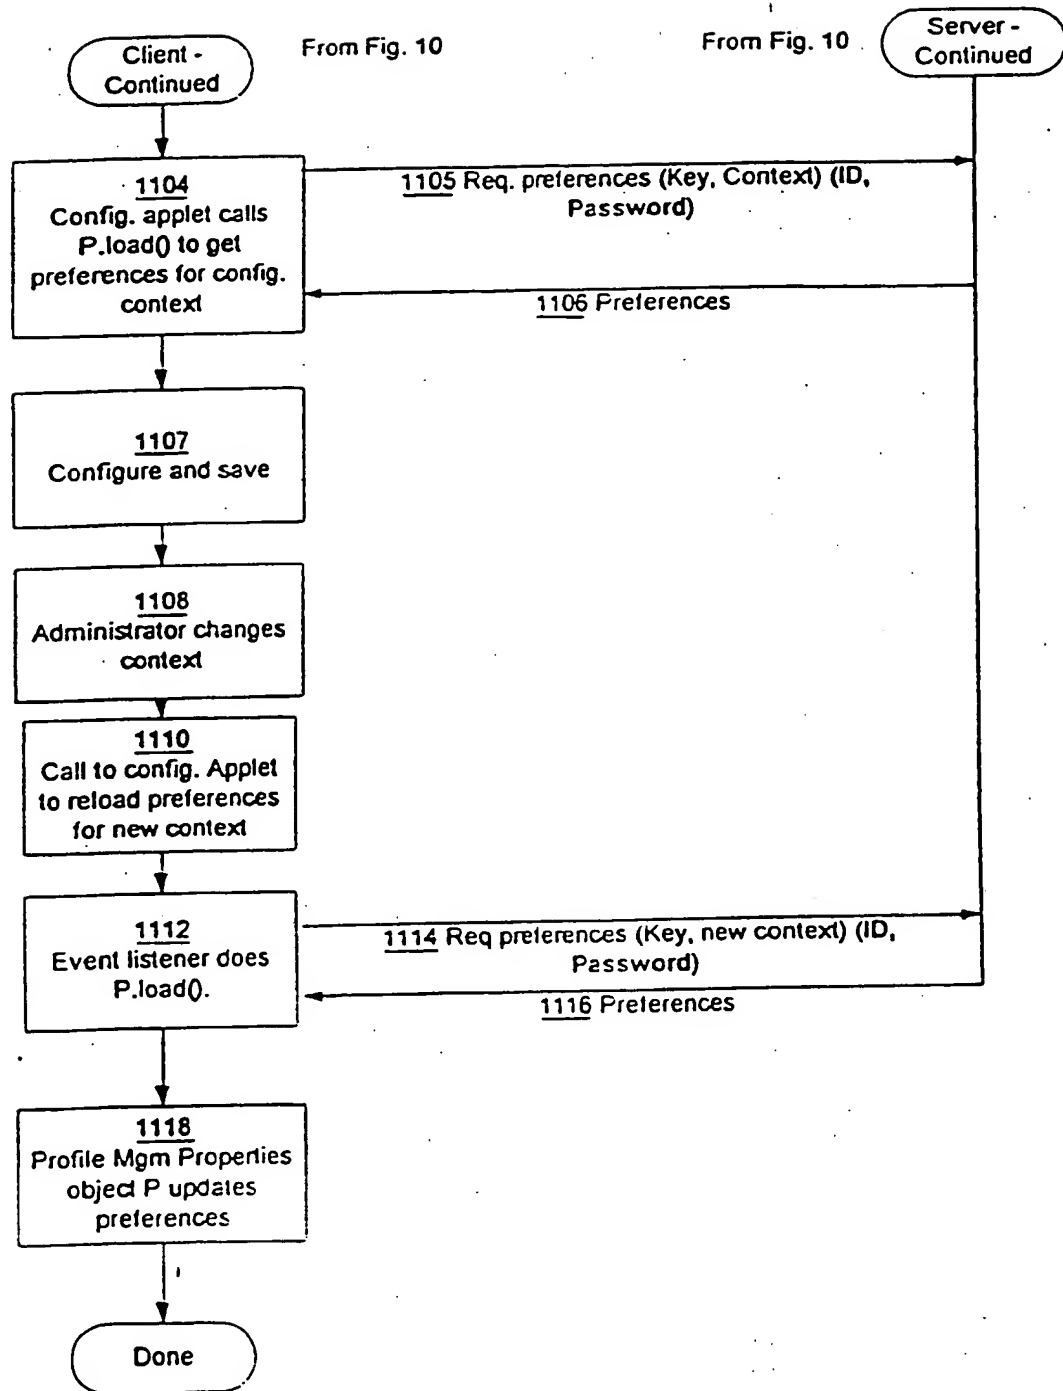 Client -
Continued
From Fig. 10
From Fig. 10
Server -
Continued
1104
Config. applet calls
P.load() to get
preferences for config.
context
1105 Req. preferences (Key, Context) (ID,
Password)
1106 Preferences
1107
Configure and save
1108
Administrator changes
context
1110
Call to config. Applet
to reload preferences
for new context
1112
Event listener does
P.load().
1114 Req preferences (Key, new context) (ID,
Password)
1116 Preferences
1118
Profile Mgm Properties
object P updates
preferences
Done